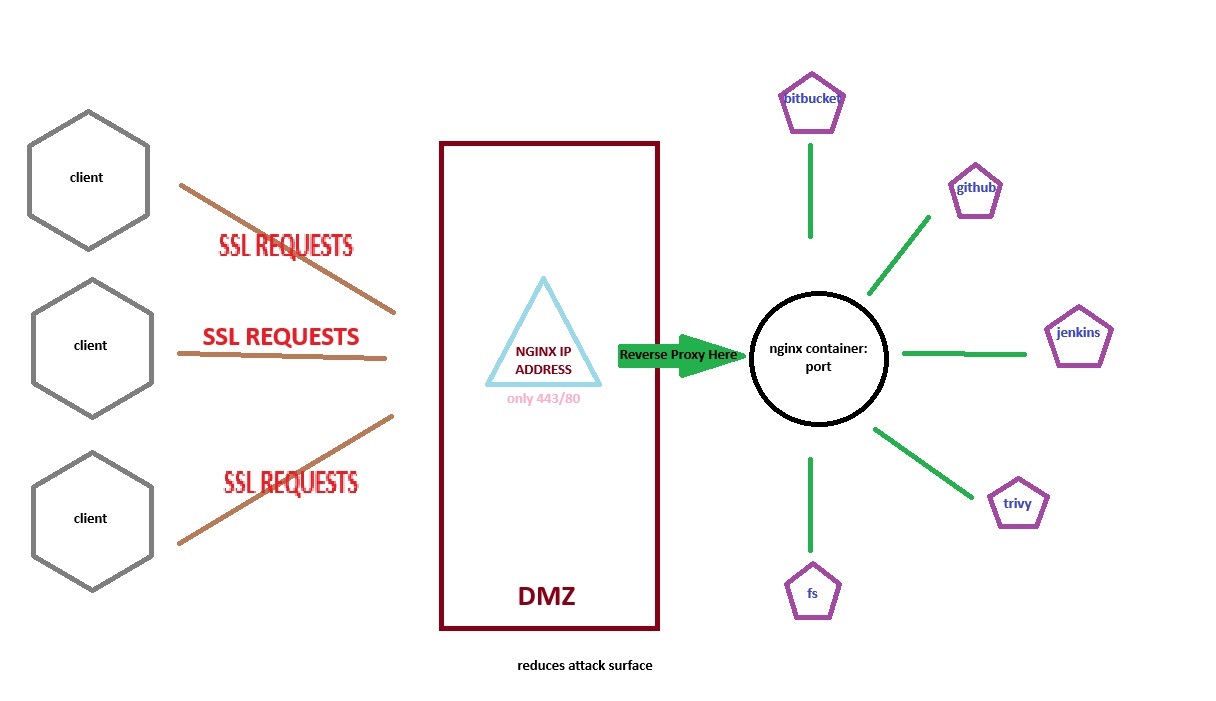 bitbucket
client
github
SSL REQUESTS
client
SSL REQUESTS
NGINX IP
ADDRESS
only 443/80
Reverse Proxy Here
nginx container:
port
jenkins
client
SSL REQUESTS
trivy
DMZ
fs
reduces attack surface